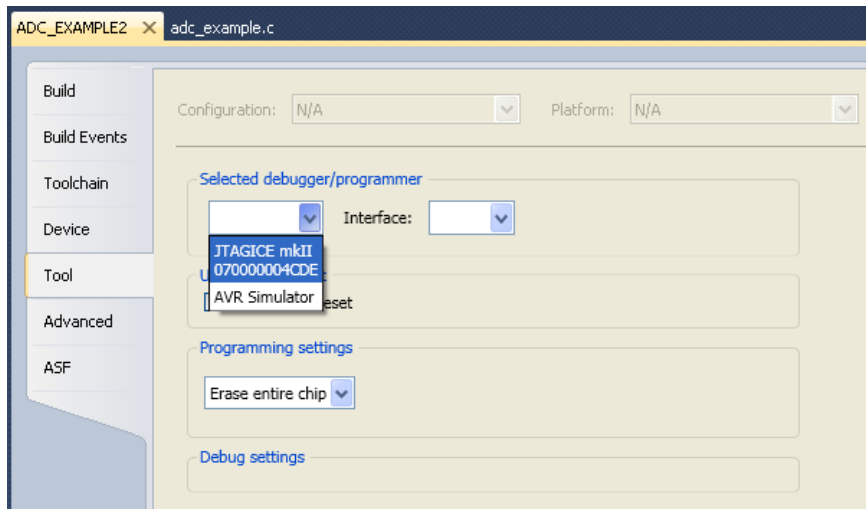 ADC_EXAMPLE2 adc_example.c
Build
Build Events
Toolchain
Device
Tool
Advanced
ASF
Configuration: N/A Platform: N/A
Selected debugger/programmer
Interface:
JTAGICE mkII
070000004CDE
AVR Simulator
eset
Programming settings
Erase entire chip
Debug settings